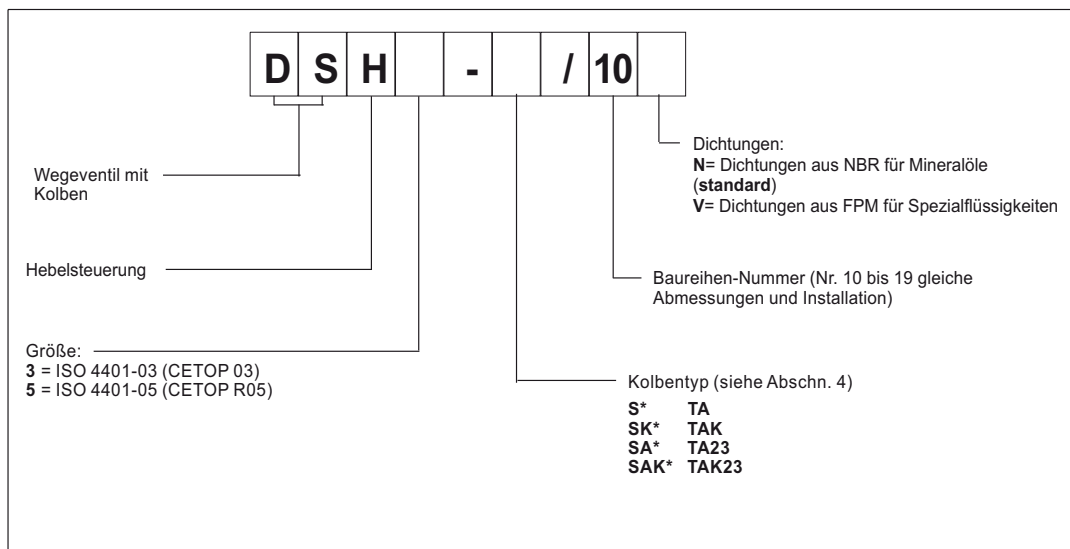 D S H - / 10
Wegeventil mit
Kolben
Hebelsteuerung
Größe:
3 = ISO 4401-03 (CETOP 03)
5 = ISO 4401-05 (CETOP R05)
Dichtungen:
N= Dichtungen aus NBR für Mineralöle
(standard)
V= Dichtungen aus FPM für Spezialflüssigkeiten
Baureihen-Nummer (Nr. 10 bis 19 gleiche
Abmessungen und Installation)
Kolbentyp (siehe Abschn. 4)
S* TA
SK* TAK
SA* TA23
SAK* TAK23